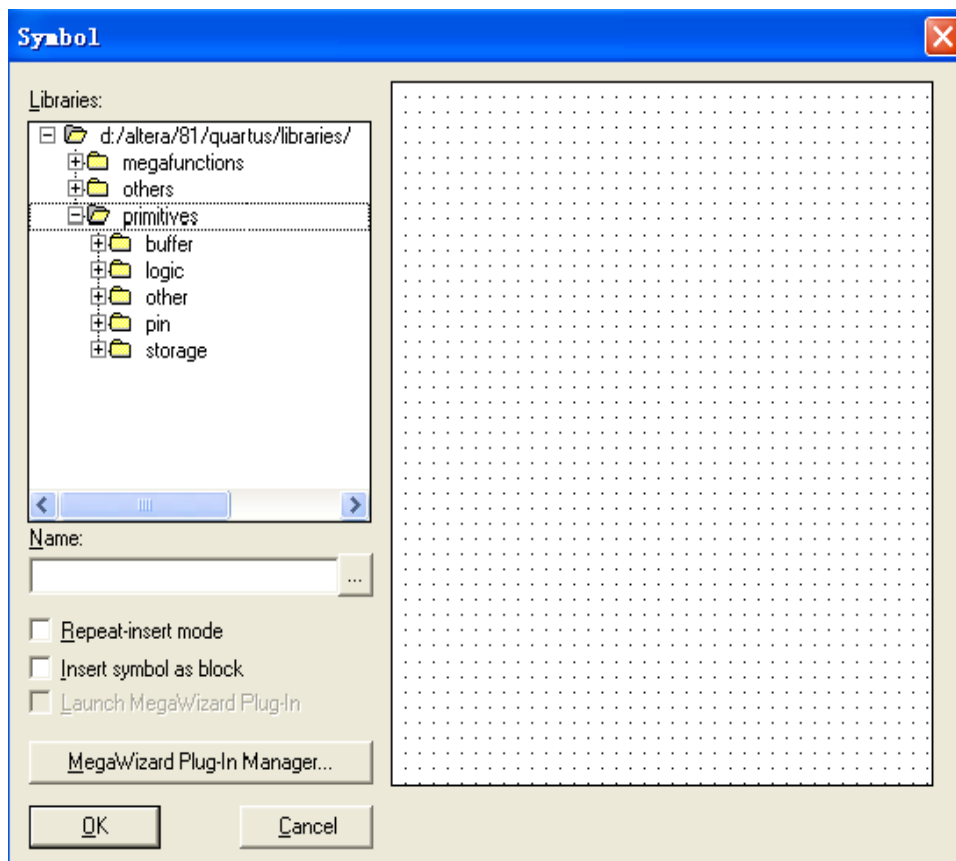 Symbol
Libraries:
d:/altera/81/quartus/libraries/
megafunctions
others
primitives
buffer
logic
other
pin
storage
Name:
...
Repeat-insert mode
Insert symbol as block
Launch MegaWizard Plug-In
MegaWizard Plug-In Manager...
OK
Cancel